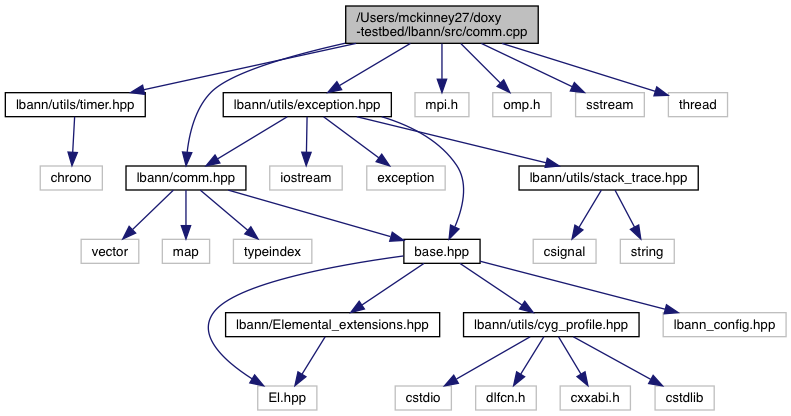 /Users/mckinney27/doxy
-testbed/lbann/src/comm.cpp
lbann/utils/timer.hpp
lbann/utils/exception.hpp
mpi.h
omp.h
sstream
thread
chrono
lbann/comm.hpp
iostream
exception
lbann/utils/stack_trace.hpp
vector
map
typeindex
base.hpp
csignal
string
lbann/Elemental_extensions.hpp
lbann/utils/cyg_profile.hpp
lbann_config.hpp
El.hpp
cstdio
dlfcn.h
cxxabi.h
cstdlib